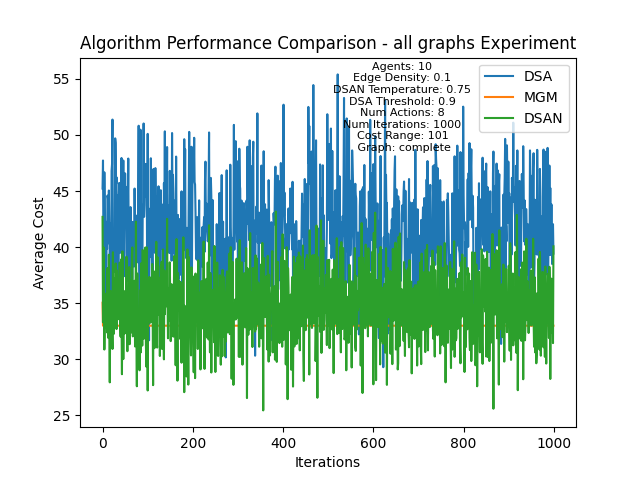 Algorithm Performance Comparison - all graphs Experiment
Agents: 10
Edge Density: 0.1
DSAN Temperature: 0.75
DSA Threshold: 0.9
Num Actions: 8
Num Iterations: 1000
Cost Range: 101
Graph: complete
DSA
MGM
DSAN
55
50
45
40
35
30
25
Average Cost
0 200 400 600 800 1000
Iterations